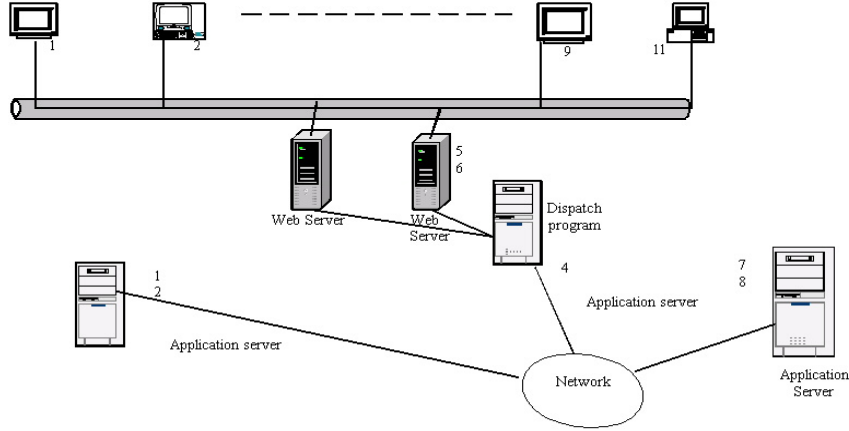 1
2
9
11
5
6
Web Server
Web
Server
Dispatch
program
4
1
2
7
8
Application server
Application server
Network
Application
Server